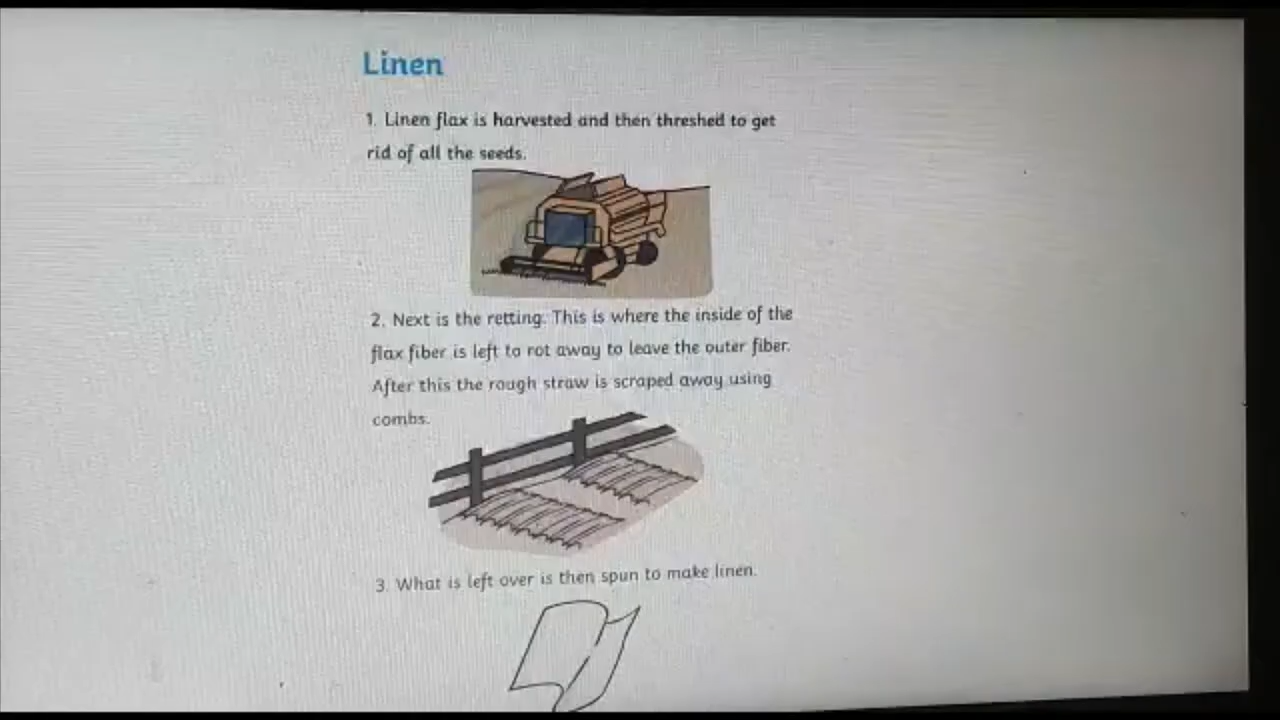 Linen
1. Linen flax is harvested and then threshed to get
rid of all the seeds.
2. Next is the retting. This is where the inside of the
flax fiber is left to rot away to leave the outer fiber.
After this the rough straw is scraped away using
combs.
3. What is left over is then spun to make linen.